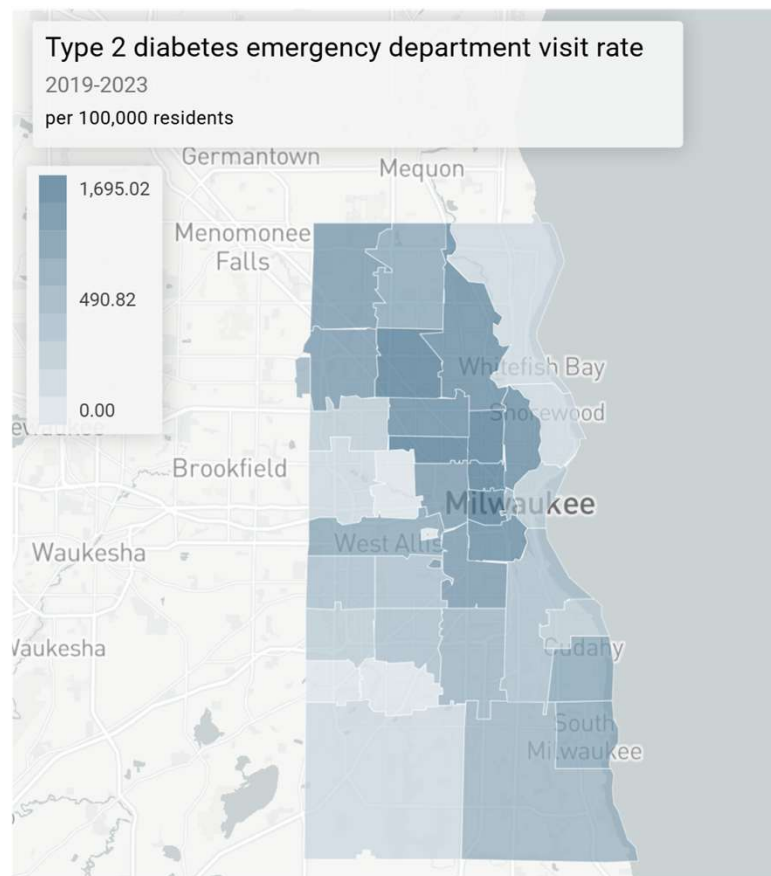 Type 2 diabetes emergency department visit rate
2019-2023
per 100,000 residents
Germantown
Mequon
1,695.02
490.82
0.00
Menomonee
Falls
Whitefish Bay
Shorewood
Brookfield
Milwaukee
West Allis
Waukesha
Cudahy
South
Milwaukee